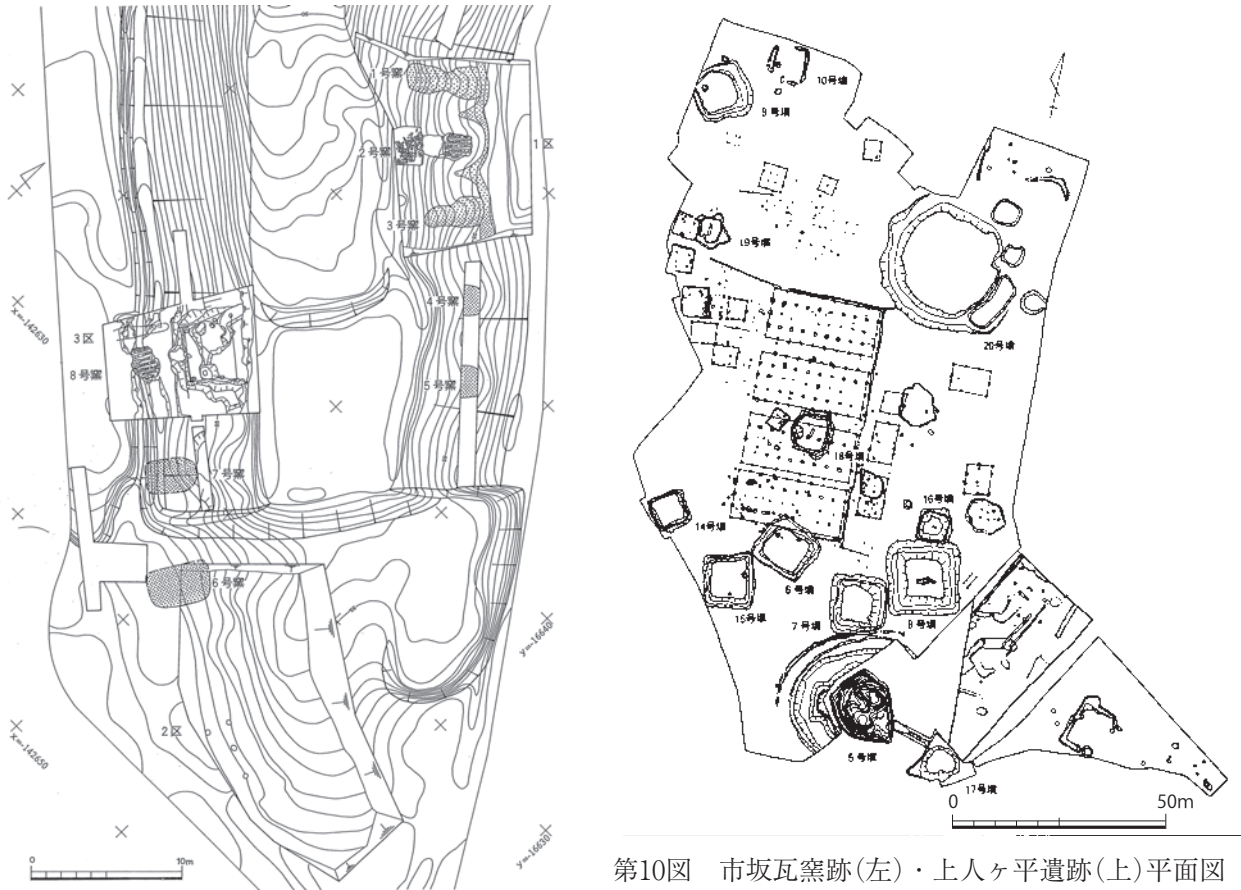 1号窯
2号窯
1区
3号窯
4号窯
x=-142630
3区
8号窯
5号窯
7号窯
6号窯
y=-16640
2区
x=-142650
y=-16630
0
10m
10号墳
9号墳
19号墳
20号墳
18号墳
16号墳
14号墳
6号墳
15号墳
7号墳
8号墳
5号墳
17号墳
0
50m
第10図 市坂瓦窯跡(左)・上人ヶ平遺跡(上)平面図